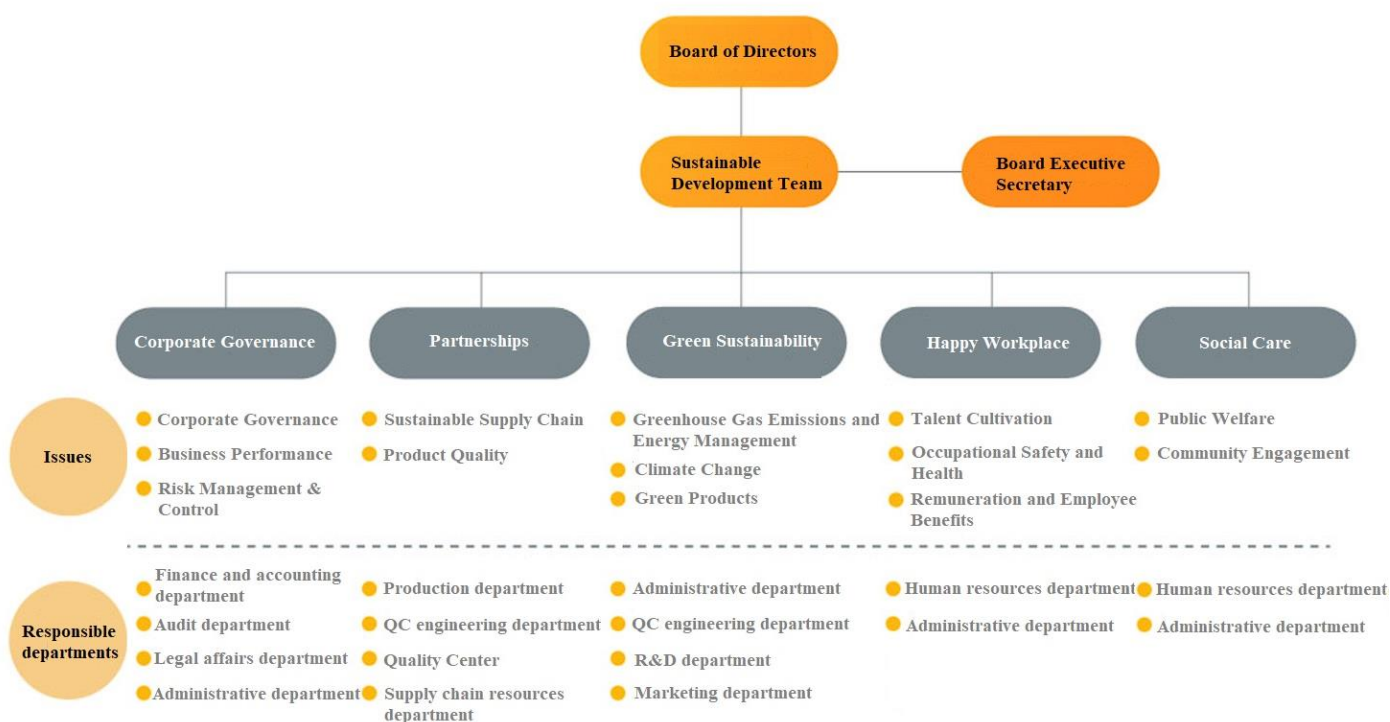 Board of Directors
Sustainable
Development Team
Board Executive
Secretary
Corporate Governance
Partnerships
Green Sustainability
Happy Workplace
Social Care
Issues
Corporate Governance
Business Performance
Risk Management &
Control
Sustainable Supply Chain
Product Quality
Greenhouse Gas Emissions and
Energy Management
Climate Change
Green Products
Talent Cultivation
Occupational Safety and
Health
Remuneration and Employee
Benefits
Public Welfare
Community Engagement
Responsible
departments
Finance and accounting
department
Audit department
Legal affairs department
Administrative department
Production department
QC engineering department
Quality Center
Supply chain resources
department
Administrative department
QC engineering department
R&D department
Marketing department
Human resources department
Administrative department
Human resources department
Administrative department